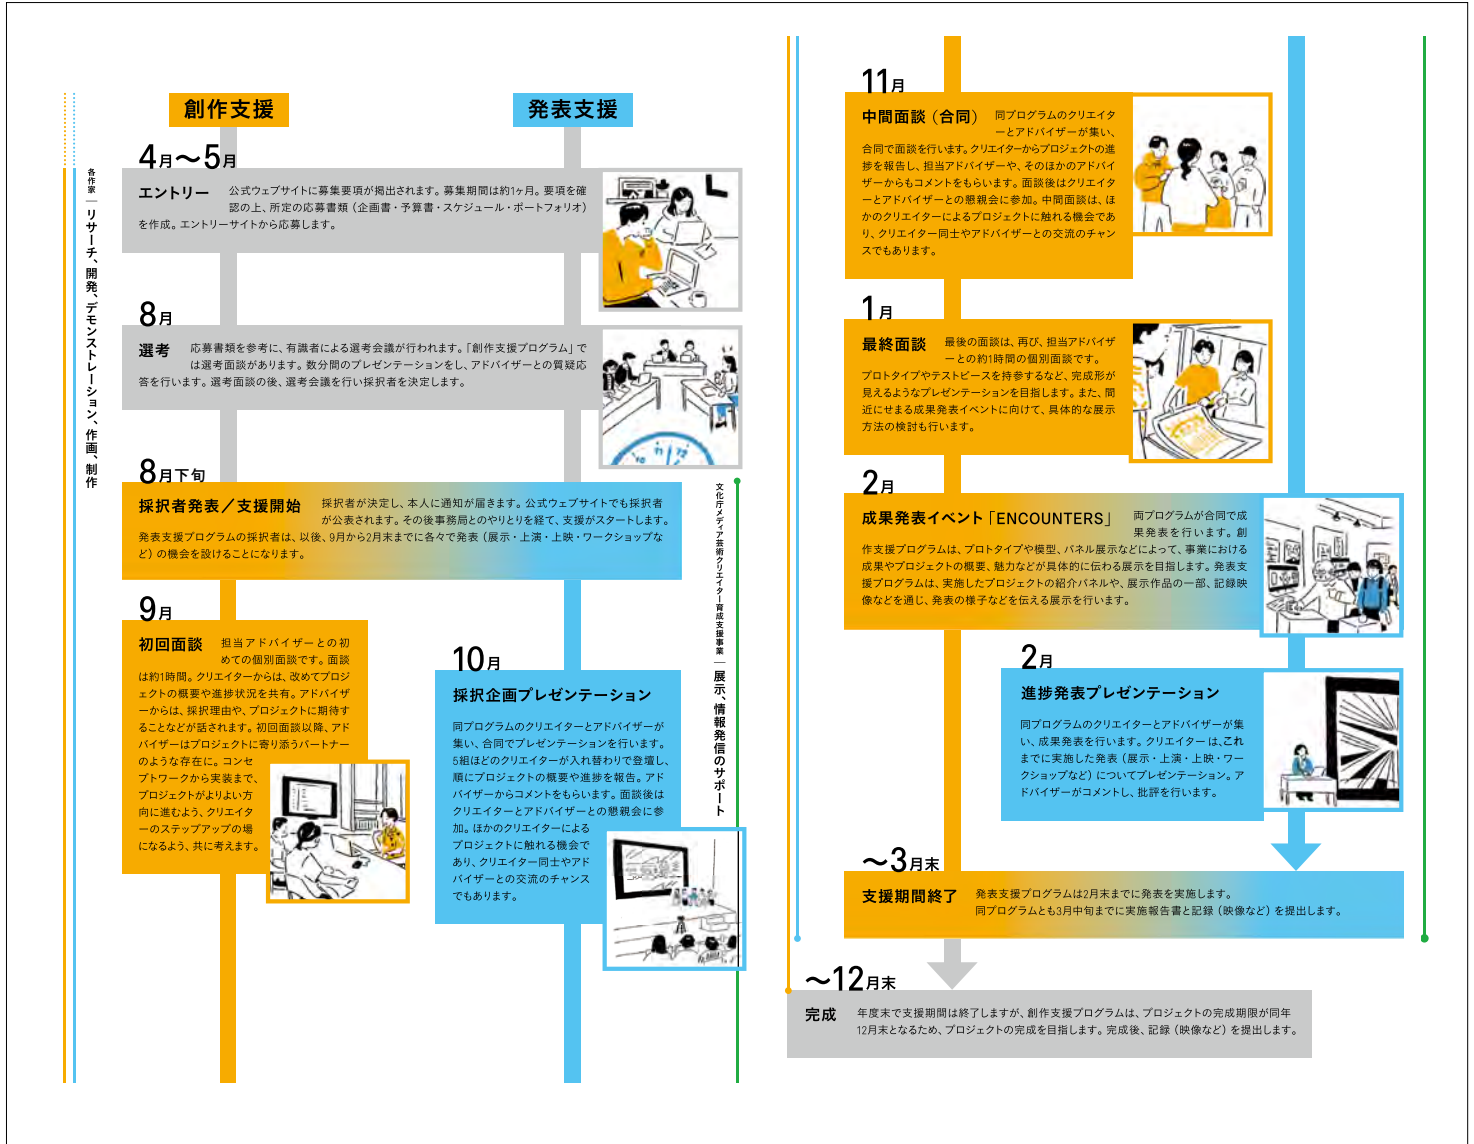 創作支援
発表支援
各作家 | リサーチ、開発、デモンストレーション、作画、制作
4月〜5月
エントリー
公式ウェブサイトに募集要項が掲出されます。募集期間は約1ヶ月。要項を確
認の上、所定の応募書類（企画書・予算書・スケジュール・ポートフォリオ）
を作成。エントリーサイトから応募します。
8月
選考
応募書類を参考に、有識者による選考会議が行われます。「創作支援プログラム」で
は選考面談があります。数分間のプレゼンテーションをし、アドバイザーとの質疑応
答を行います。選考面談の後、選考会議を行い採択者を決定します。
8月下旬
採択者発表／支援開始
採択者が決定し、本人に通知が届きます。公式ウェブサイトでも採択者
が公表されます。その後事務局とのやりとりを経て、支援がスタートします。
発表支援プログラムの採択者は、以後、9月から2月末までに各々で発表（展示・上演・上映・ワークショップな
ど）の機会を設けることになります。
文化庁メディア芸術クリエイター育成支援事業 | 展示、情報発信のサポート
9月
初回面談
担当アドバイザーとの初
めての個別面談です。面談
は約1時間。クリエイターからは、改めてプロジ
ェクトの概要や進捗状況を共有。アドバイザ
ーからは、採択理由や、プロジェクトに期待す
ることなどが話されます。初回面談以降、アド
バイザーはプロジェクトに寄り添うパートナー
のような存在に。コンセ
プトワークから実装まで、
プロジェクトがよりよい方
向に進むよう、クリエイタ
ーのステップアップの場
になるよう、共に考えます。
10月
採択企画プレゼンテーション
同プログラムのクリエイターとアドバイザーが
集い、合同でプレゼンテーションを行います。
5組ほどのクリエイターが入れ替わりで登壇し、
順にプロジェクトの概要や進捗を報告。アド
バイザーからコメントをもらいます。面談後は
クリエイターとアドバイザーとの懇親会に参
加。ほかのクリエイターによる
プロジェクトに触れる機会で
あり、クリエイター同士やアド
バイザーとの交流のチャンス
でもあります。
11月
中間面談（合同）
同プログラムのクリエイタ
ーとアドバイザーが集い、
合同で面談を行います。クリエイターからプロジェクトの進
捗を報告し、担当アドバイザーや、そのほかのアドバイ
ザーからもコメントをもらいます。面談後はクリエイタ
ーとアドバイザーとの懇親会に参加。中間面談は、ほ
かのクリエイターによるプロジェクトに触れる機会であ
り、クリエイター同士やアドバイザーとの交流のチャン
スでもあります。
1月
最終面談
最後の面談は、再び、担当アドバイザ
ーとの約1時間の個別面談です。
プロトタイプやテストピースを持参するなど、完成形が
見えるようなプレゼンテーションを目指します。また、間
近にせまる成果発表イベントに向けて、具体的な展示
方法の検討も行います。
2月
成果発表イベント「ENCOUNTERS」
両プログラムが合同で成
果発表を行います。創
作支援プログラムは、プロトタイプや模型、パネル展示などによって、事業における
成果やプロジェクトの概要、魅力などが具体的に伝わる展示を目指します。発表支
援プログラムは、実施したプロジェクトの紹介パネルや、展示作品の一部、記録映
像などを通じ、発表の様子などを伝える展示を行います。
2月
進捗発表プレゼンテーション
同プログラムのクリエイターとアドバイザーが集
い、成果発表を行います。クリエイターは、これ
までに実施した発表（展示・上演・上映・ワー
クショップなど）についてプレゼンテーション。ア
ドバイザーがコメントし、批評を行います。
〜3月末
支援期間終了
発表支援プログラムは2月末までに発表を実施します。
同プログラムとも3月中旬までに実施報告書と記録（映像など）を提出します。
〜12月末
完成
年度末で支援期間は終了しますが、創作支援プログラムは、プロジェクトの完成期限が同年
12月末となるため、プロジェクトの完成を目指します。完成後、記録（映像など）を提出します。